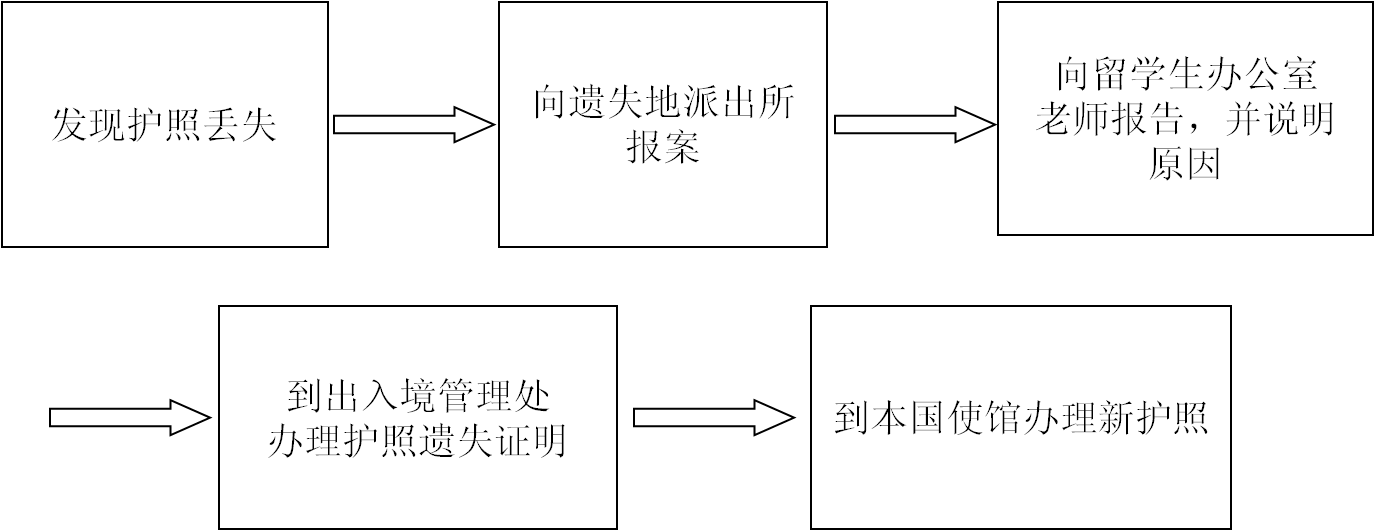 发现护照丢失
向遗失地派出所
报案
向留学生办公室
老师报告，并说明
原因
到出入境管理处
办理护照遗失证明
到本国使馆办理新护照